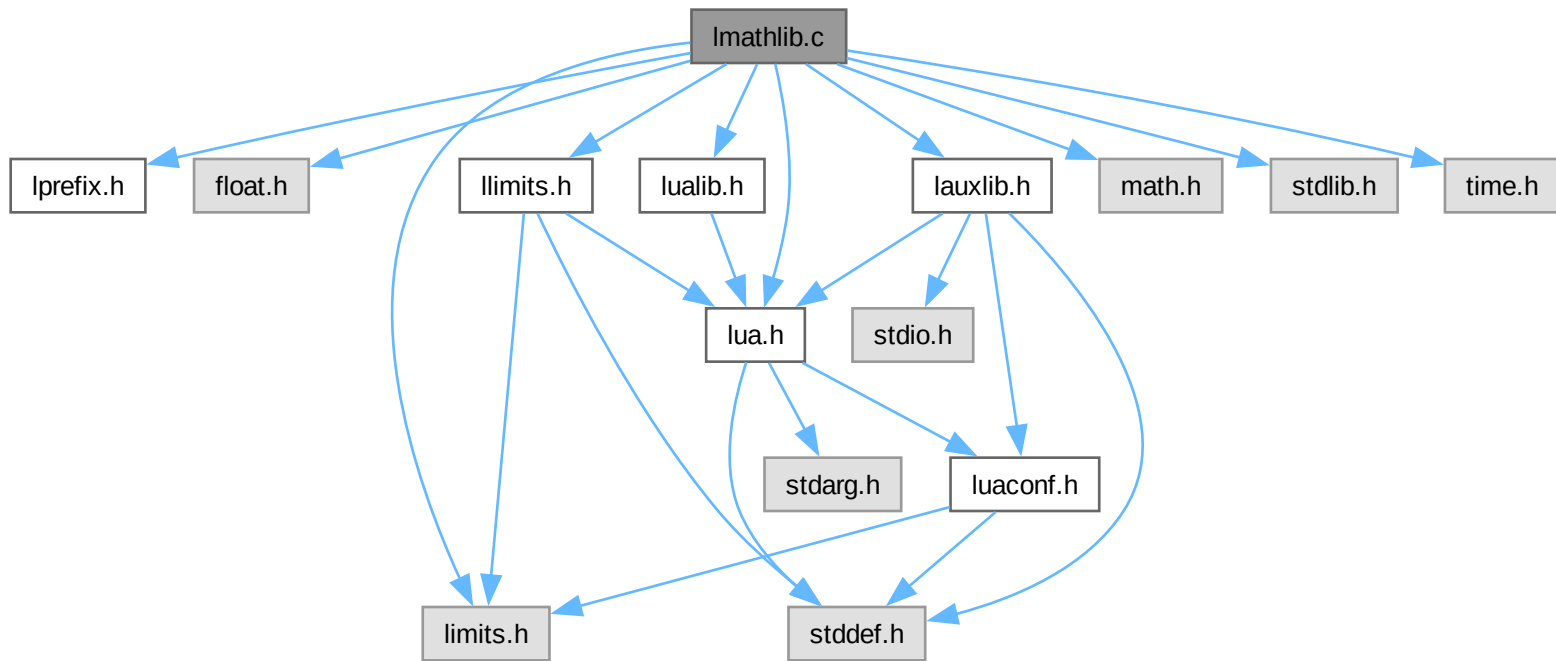 lmathlib.c
lprefix.h
float.h
llimits.h
lualib.h
lauxlib.h
math.h
stdlib.h
time.h
lua.h
stdio.h
stdarg.h
luaconf.h
limits.h
stddef.h